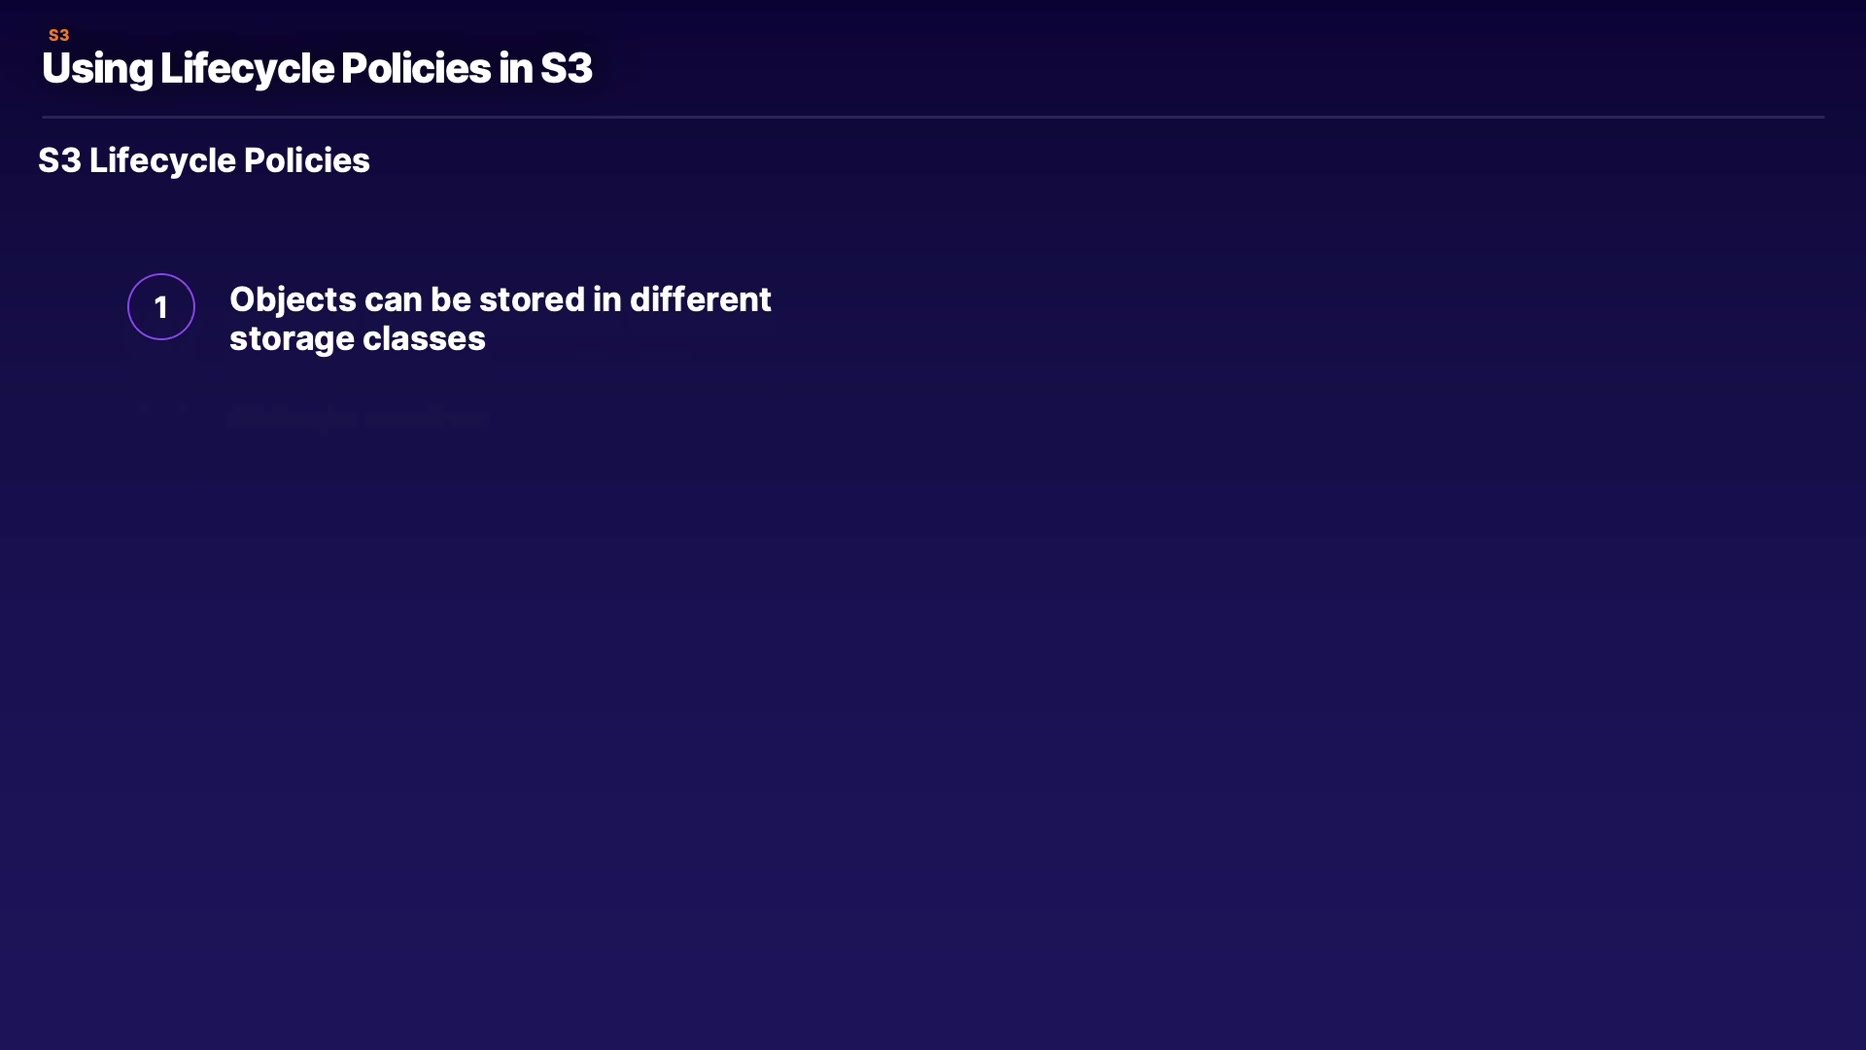 S3
Using Lifecycle Policies in S3
S3 Lifecycle Policies
1
Objects can be stored in different
storage classes